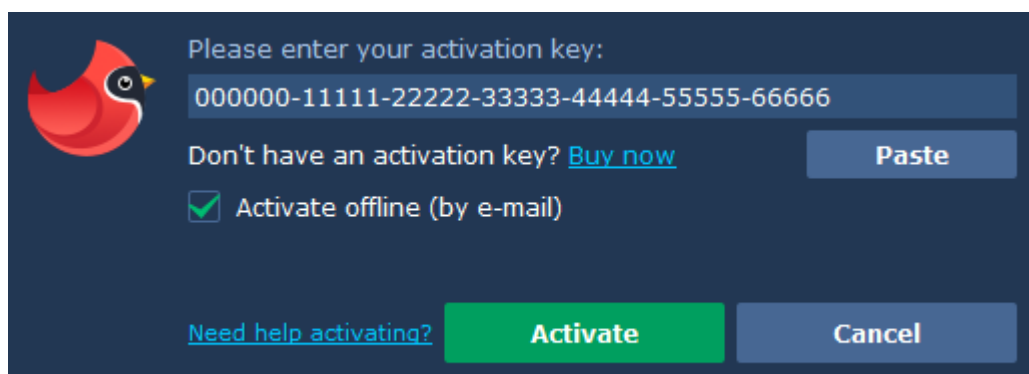 Please enter your activation key:
000000-11111-22222-33333-44444-55555-66666
Don't have an activation key? Buy now
Paste
Activate offline (by e-mail)
Need help activating?
Activate
Cancel